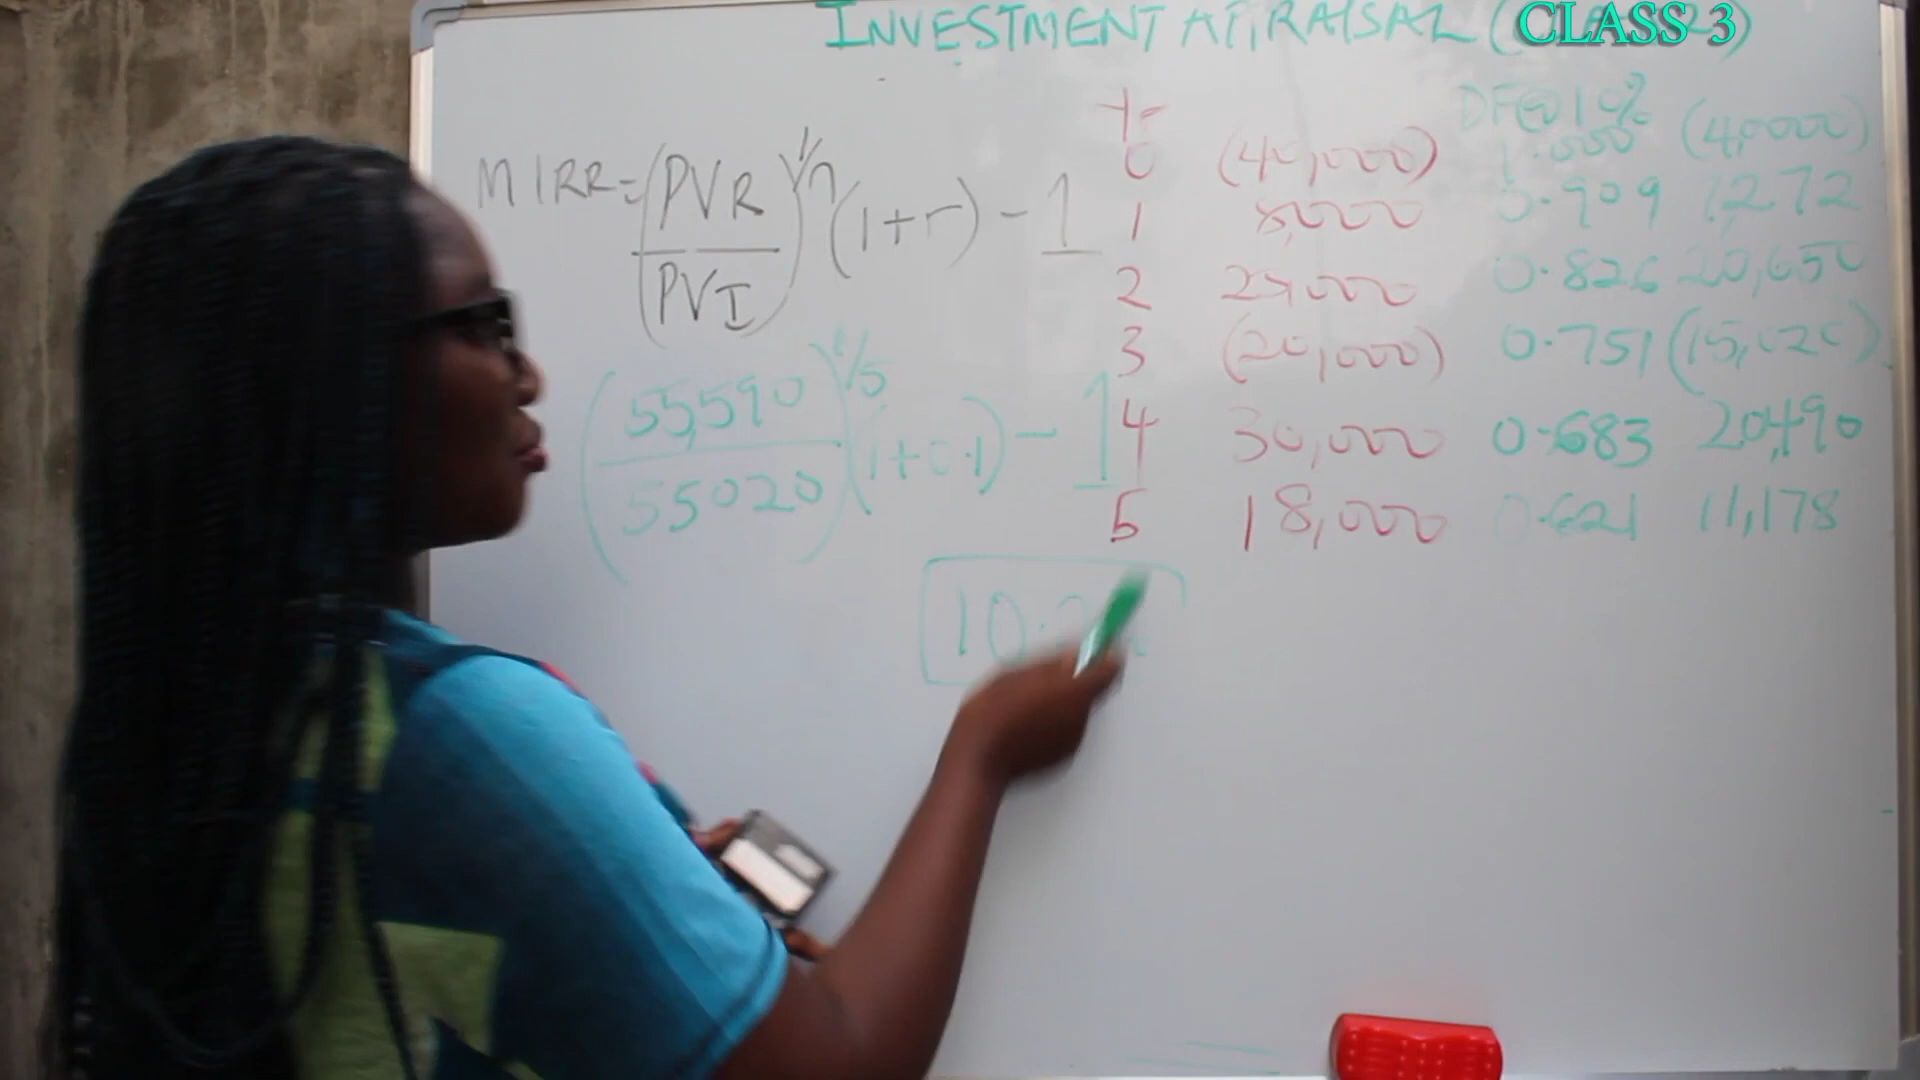 INVESTMENT APPRAISAL (
CLASS 3
MIRR = (PVR / PVI)^1/n (1+r) - 1
(55,590 / 55020)^1/5 (1+0.1) - 1
Yr DF@10%
0 (40,000) 1.000 (40,000)
1 8,000 0.909 7272
2 25,000 0.826 20,650
3 (20,000) 0.751 (15,020)
4 30,000 0.683 20,490
5 18,000 0.621 11,178